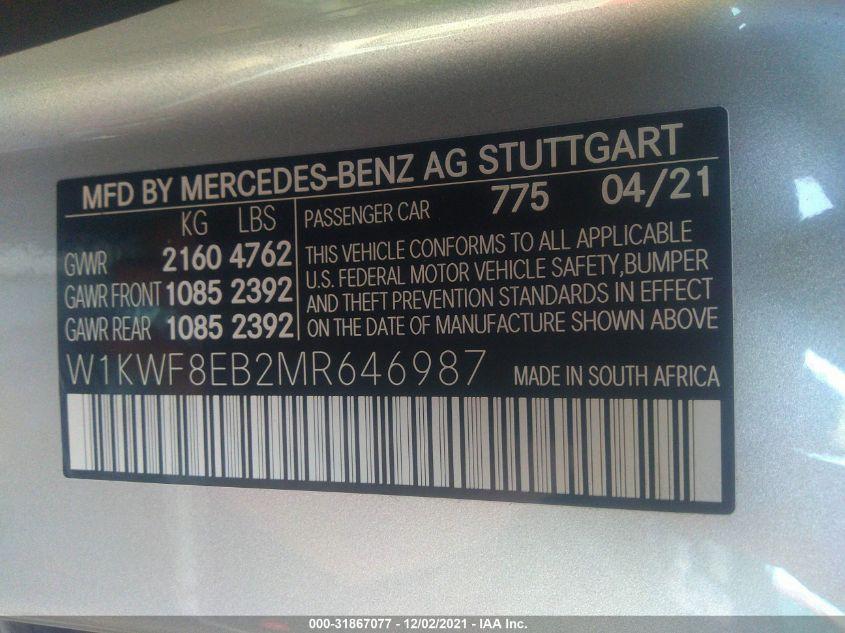 MFD BY MERCEDES-BENZ AG STUTTGART
KG LBS
GVWR 2160 4762
GAWR FRONT 1085 2392
GAWR REAR 1085 2392
PASSENGER CAR 775 04/21
THIS VEHICLE CONFORMS TO ALL APPLICABLE
U.S. FEDERAL MOTOR VEHICLE SAFETY,BUMPER
AND THEFT PREVENTION STANDARDS IN EFFECT
ON THE DATE OF MANUFACTURE SHOWN ABOVE
W1KWF8EB2MR646987 MADE IN SOUTH AFRICA
000-31867077 - 12/02/2021 - IAA Inc.